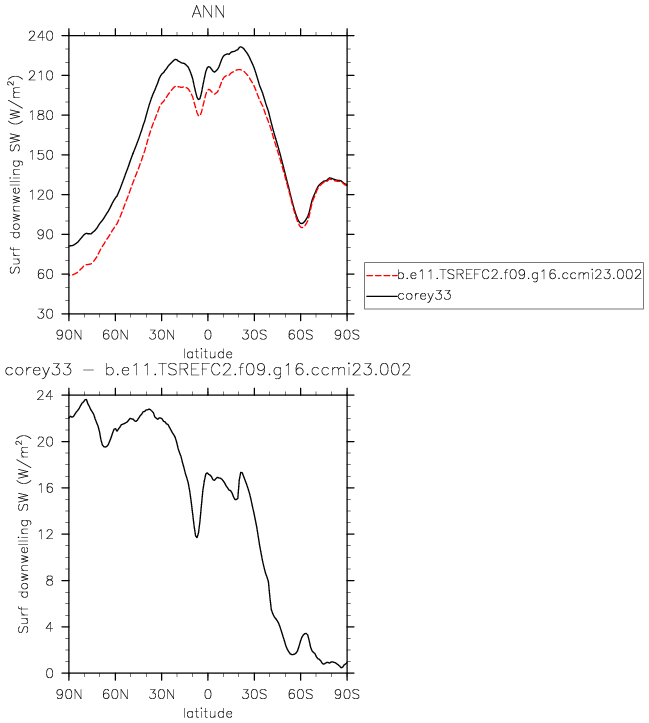 ANN
Surf downwelling SW (W/m²)
240
210
180
150
120
90
60
30
90N 60N 30N 0 30S 60S 90S
latitude
b.e11.TSREFC2.f09.g16.ccmi23.002
corey33
corey33 − b.e11.TSREFC2.f09.g16.ccmi23.002
Surf downwelling SW (W/m²)
24
20
16
12
8
4
0
90N 60N 30N 0 30S 60S 90S
latitude